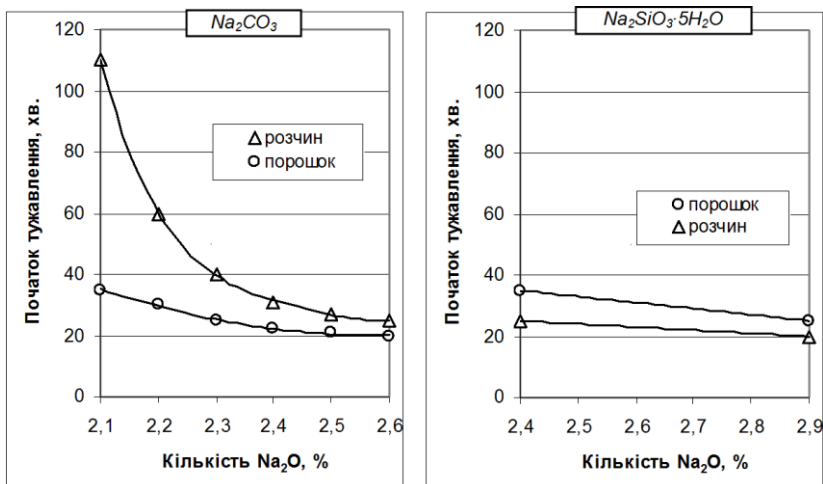 Na₂CO₃
120
100
80
60
40
20
0
Початок тужавлення, хв.
розчин
порошок
2,1 2,2 2,3 2,4 2,5 2,6
Кількість Na₂O, %
Na₂SiO₃·5H₂O
120
100
80
60
40
20
0
Початок тужавлення, хв.
порошок
розчин
2,4 2,5 2,6 2,7 2,8 2,9
Кількість Na₂O, %